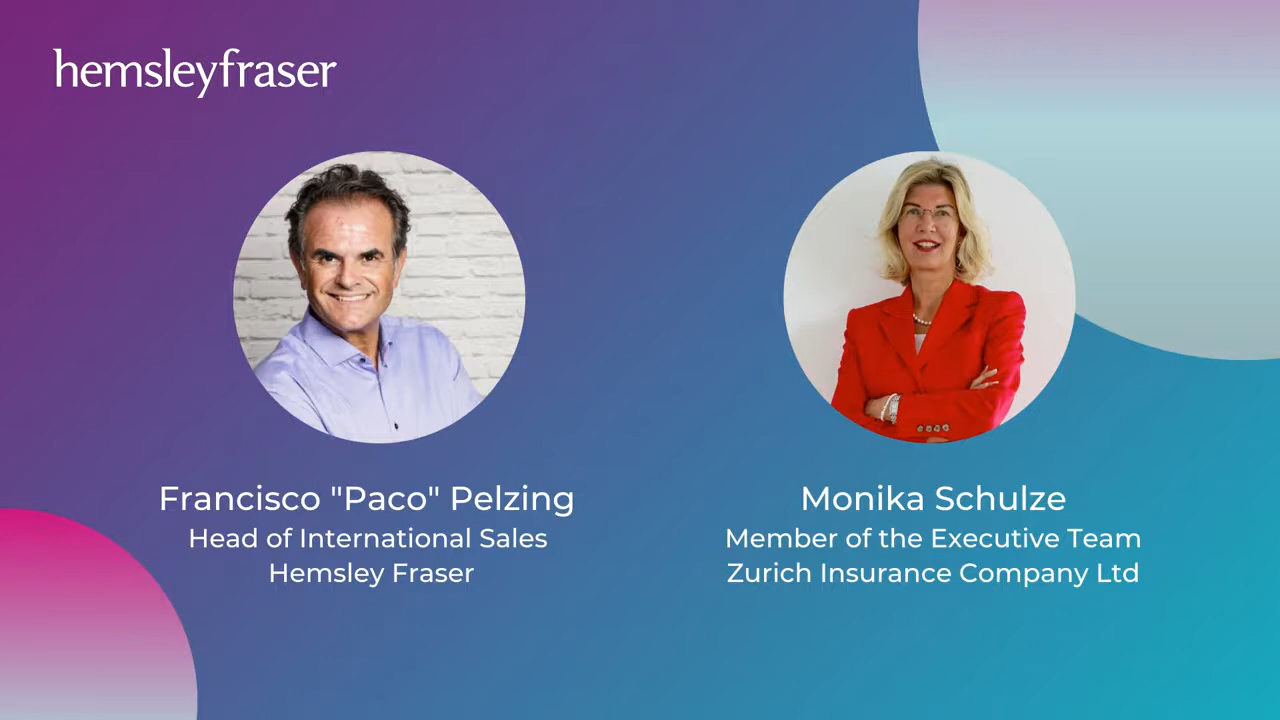 hemsleyfraser
Francisco "Paco" Pelzing
Head of International Sales
Hemsley Fraser
Monika Schulze
Member of the Executive Team
Zurich Insurance Company Ltd